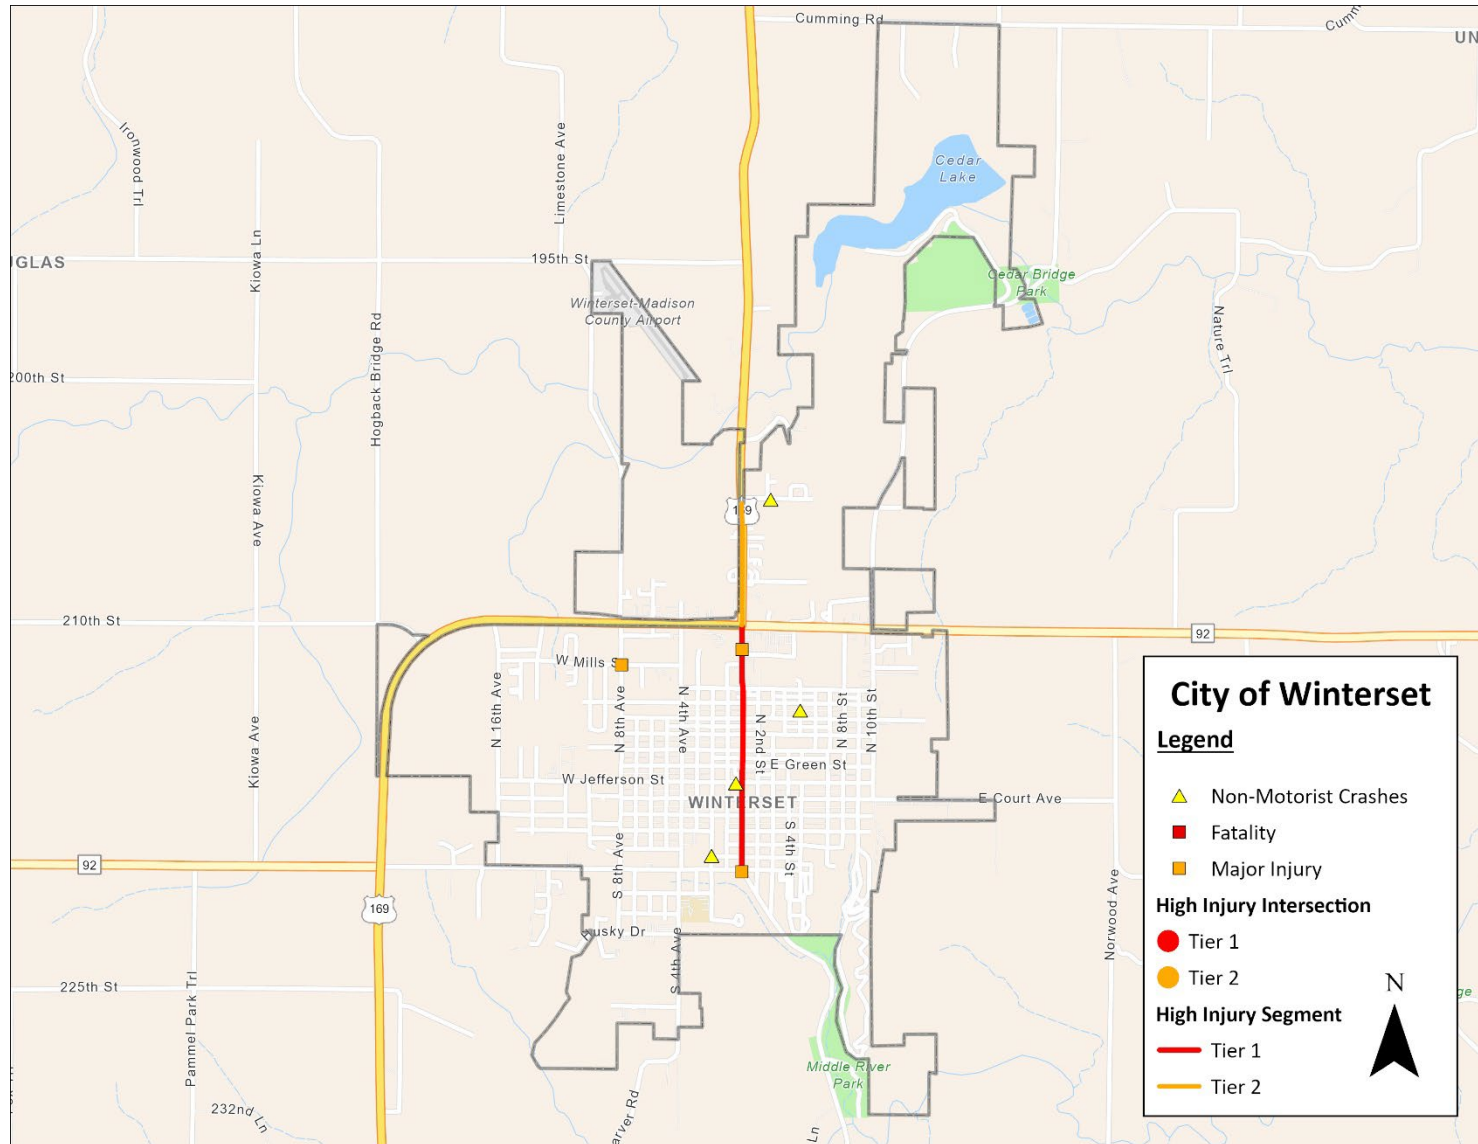 Cumming Rd
UN
Ironwood Trl
Limestone Ave
Cedar
Lake
Kiowa Ln
195th St
Cedar Bridge
Park
Winterset-Madison
County Airport
Nature Trl
Hogback Bridge Rd
200th St
Kiowa Ave
210th St
92
W Mills
N 16th Ave
N 8th Ave
N 4th Ave
N 2nd St
N 8th St
N 10th St
Kiowa Ave
E Green St
W Jefferson St
WINTERSET
E Court Ave
S 8th Ave
S 4th St
92
169
Husky Dr
S 4th Ave
Norwood Ave
225th St
Pammel Park Trl
Middle River
Park
232nd Ln
Ln
City of Winterset
Legend
Non-Motorist Crashes
Fatality
Major Injury
High Injury Intersection
Tier 1
Tier 2
High Injury Segment
Tier 1
Tier 2
N